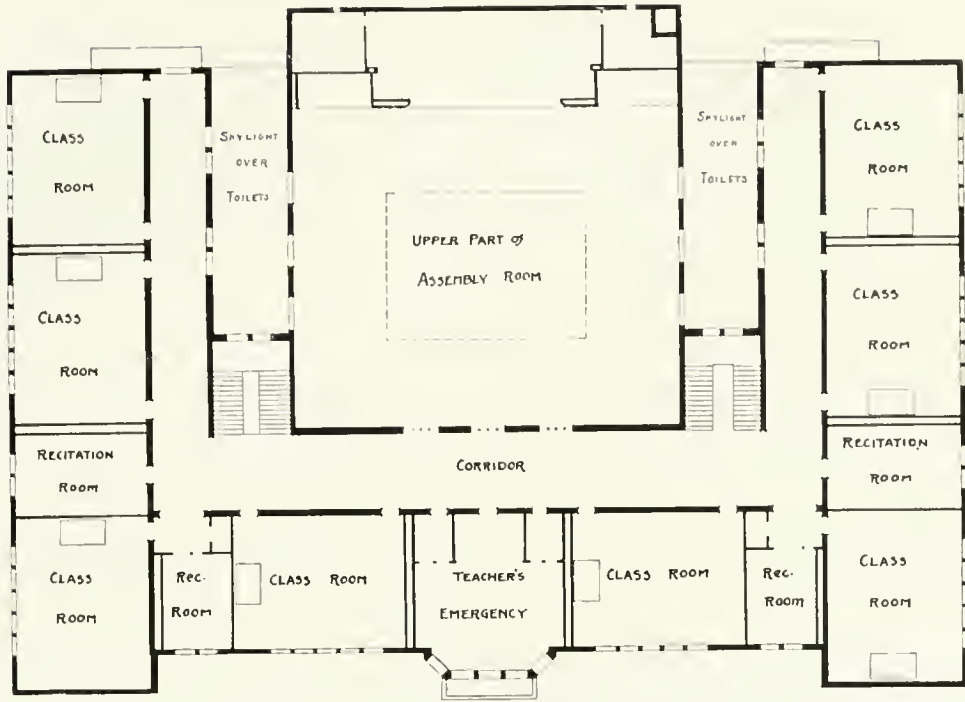 CLASS
ROOM
SKYLIGHT
OVER
TOILETS
UPPER PART OF
ASSEMBLY ROOM
SKYLIGHT
OVER
TOILETS
CLASS
ROOM
CLASS
ROOM
CLASS
ROOM
RECITATION
ROOM
CORRIDOR
RECITATION
ROOM
CLASS
ROOM
REC.
ROOM
CLASS ROOM
TEACHER'S
EMERGENCY
CLASS ROOM
REC.
ROOM
CLASS
ROOM